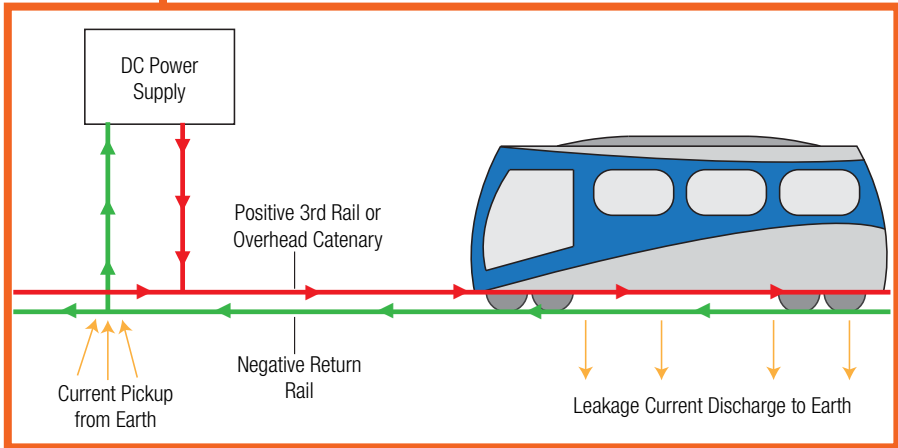 DC Power
Supply
Positive 3rd Rail or
Overhead Catenary
Negative Return
Rail
Current Pickup
from Earth
Leakage Current Discharge to Earth